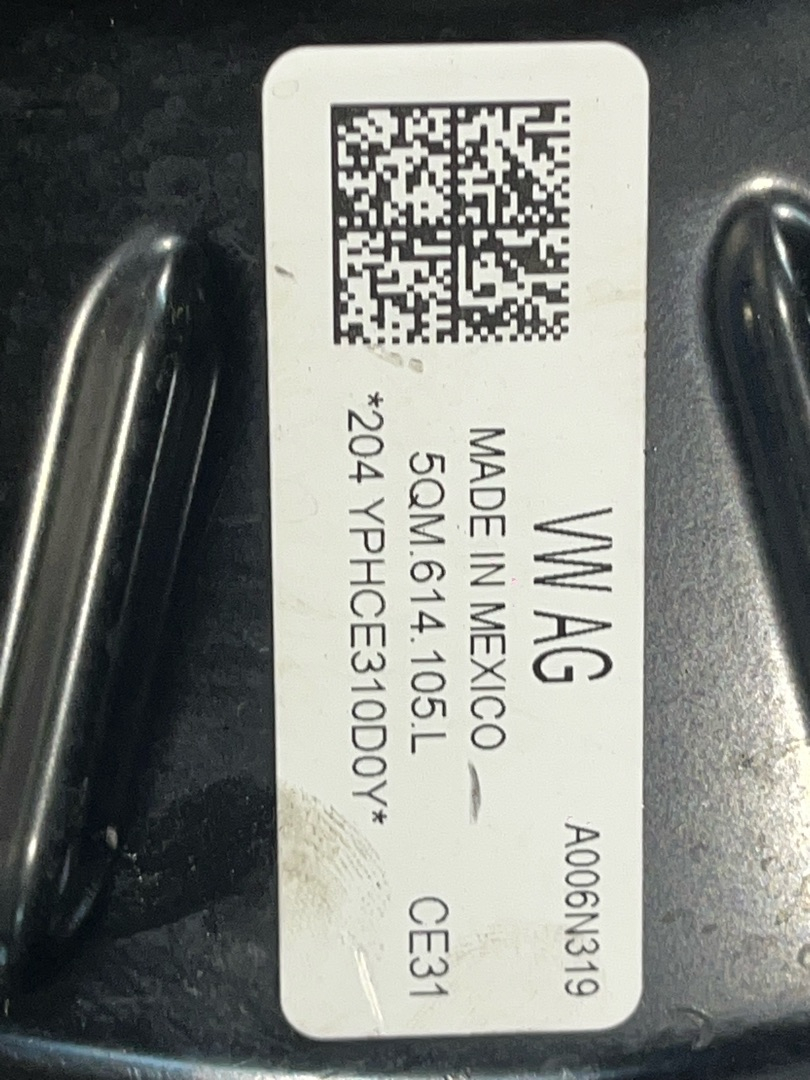 VW AG A006N319
MADE IN MEXICO
5QM.614.105.L CE31
*204 YPHCE310D0Y*